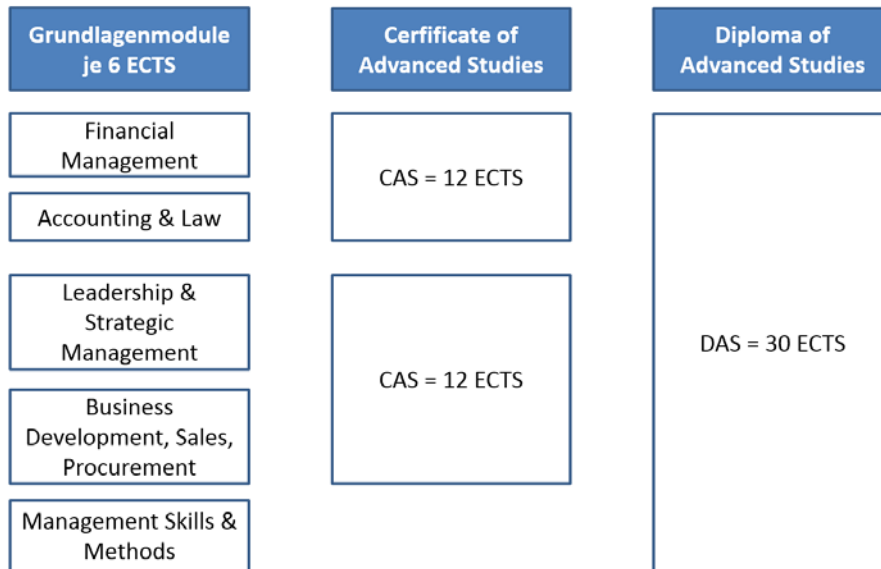 Grundlagenmodule
je 6 ECTS
Cerfificate of
Advanced Studies
Diploma of
Advanced Studies
Financial
Management
Accounting & Law
CAS = 12 ECTS
Leadership &
Strategic
Management
Business
Development, Sales,
Procurement
CAS = 12 ECTS
Management Skills &
Methods
DAS = 30 ECTS